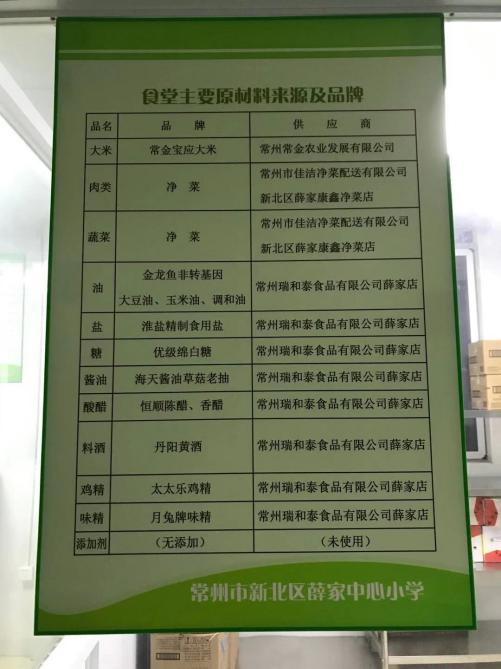 食堂主要原材料来源及品牌
品名 品牌 供应商
大米 常金宝应大米 常州常金农业发展有限公司
肉类 净菜 常州市佳洁净菜配送有限公司
新北区薛家康鑫净菜店
蔬菜 净菜 常州市佳洁净菜配送有限公司
新北区薛家康鑫净菜店
油 金龙鱼非转基因
大豆油、玉米油、调和油 常州瑞和泰食品有限公司薛家店
盐 淮盐精制食用盐 常州瑞和泰食品有限公司薛家店
糖 优级绵白糖 常州瑞和泰食品有限公司薛家店
酱油 海天酱油草菇老抽 常州瑞和泰食品有限公司薛家店
酸醋 恒顺陈醋、香醋 常州瑞和泰食品有限公司薛家店
料酒 丹阳黄酒 常州瑞和泰食品有限公司薛家店
鸡精 太太乐鸡精 常州瑞和泰食品有限公司薛家店
味精 月兔牌味精 常州瑞和泰食品有限公司薛家店
添加剂 （无添加） （未使用）
常州市新北区薛家中心小学